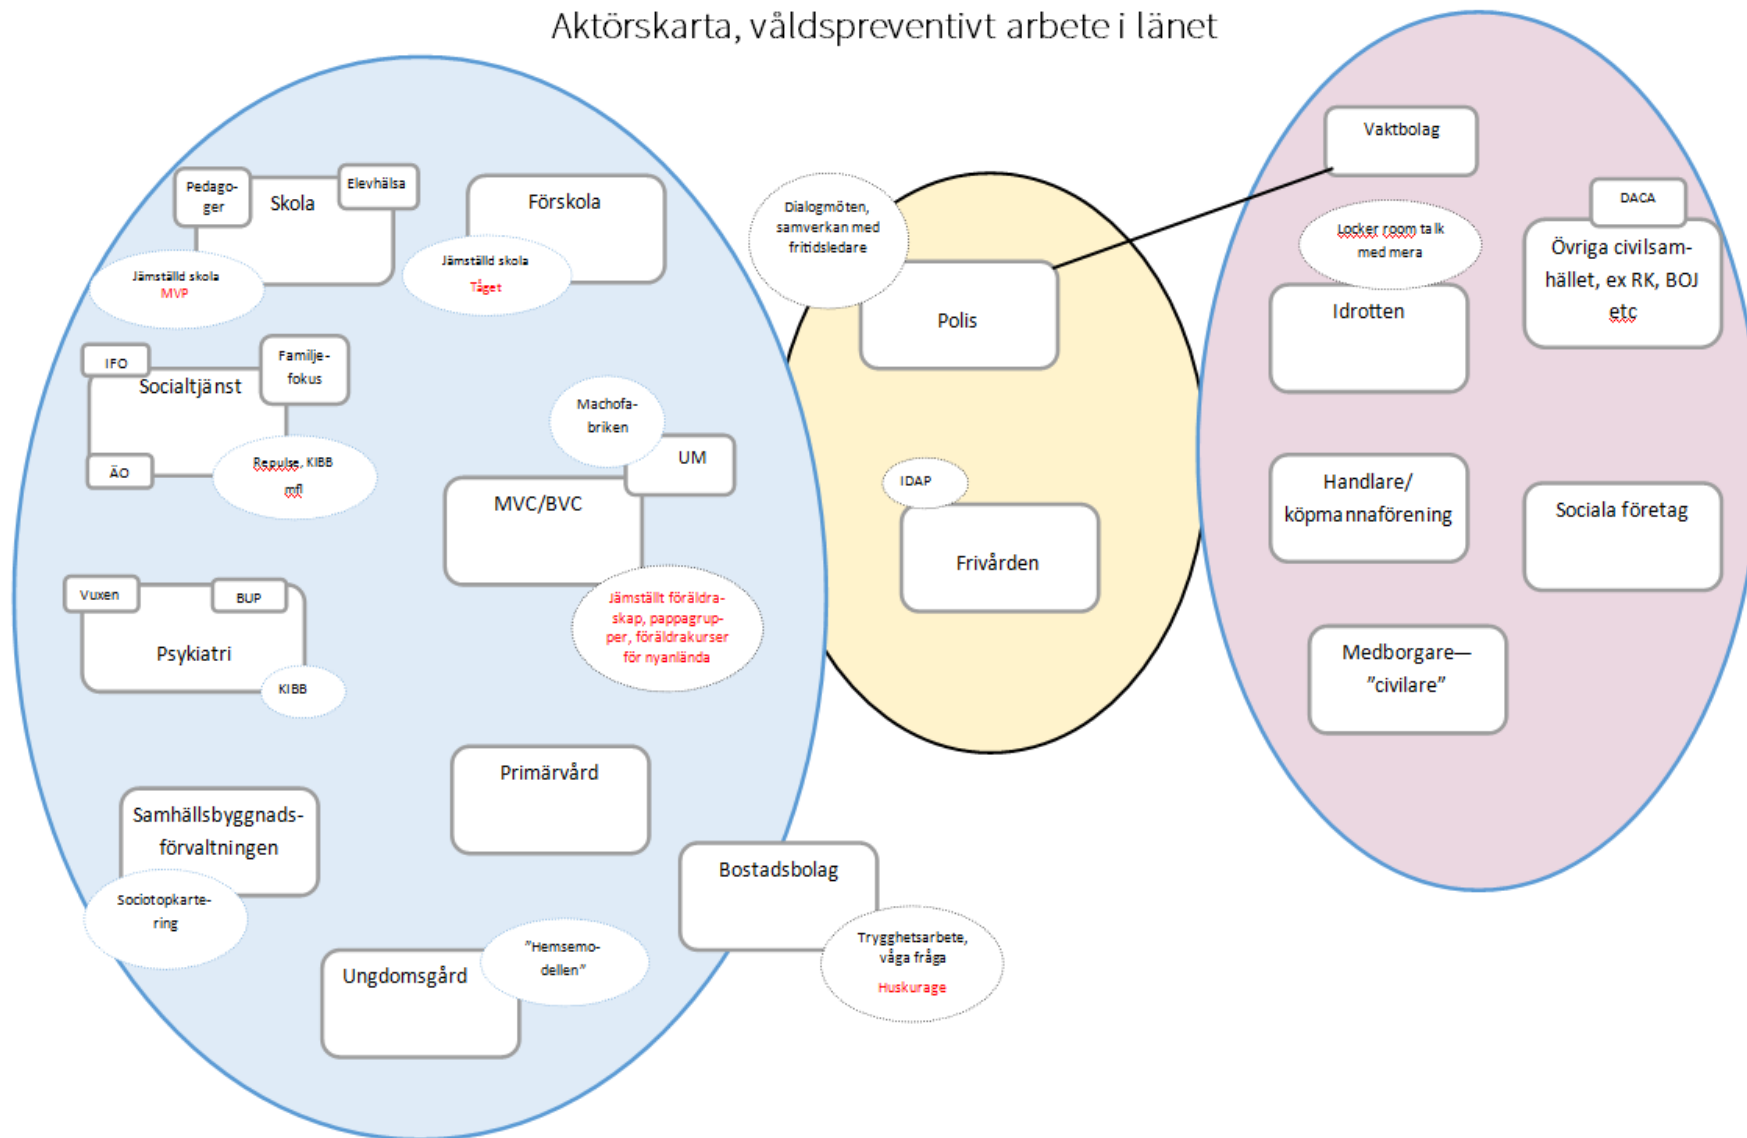 Aktörskarta, våldspreventivt arbete i länet
Pedago-
ger
Skola
Elevhälsa
Jämställd skola
MVP
Förskola
Jämställd skola
Tåget
IFO
Socialtjänst
Familje-
fokus
ÄO
Repulse, KIBB
mfl
Machofa-
briken
UM
MVC/BVC
Jämställt föräldra-
skap, pappagrup-
per, föräldrakurser
för nyanlända
Vuxen
BUP
Psykiatri
KIBB
Primärvård
Samhällsbyggnads-
förvaltningen
Sociotopkarte-
ring
Ungdomsgård
”Hemsemo-
dellen”
Bostadsbolag
Trygghetsarbete,
våga fråga
Huskurage
Dialogmöten,
samverkan med
fritidsledare
Polis
IDAP
Frivården
Vaktbolag
Locker room talk
med mera
Idrotten
DACA
Övriga civilsam-
hället, ex RK, BOJ
etc
Handlare/
köpmannaförening
Sociala företag
Medborgare—
”civilare”